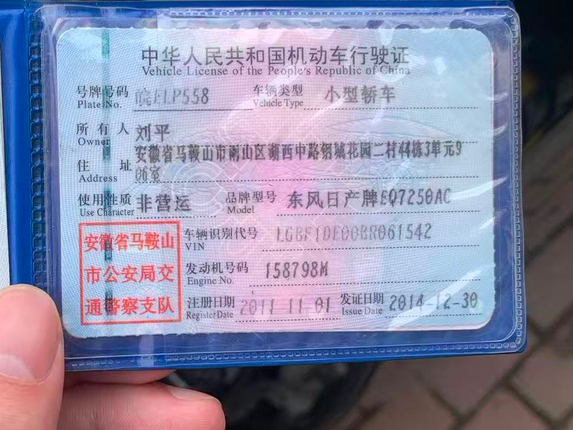 中华人民共和国机动车行驶证
Vehicle License of the People's Republic of China
号牌号码 Plate No. 皖ELP558 车辆类型 Vehicle Type 小型轿车
所有人 Owner 刘平
住址 Address 安徽省马鞍山市雨山区湖西中路钢城花园二村44栋3单元9
06室
使用性质 Use Character 非营运 品牌型号 Model 东风日产牌EQ7250AC
安徽省马鞍山
市公安局交
通警察支队
车辆识别代号 VIN LGBF1DE00BR061542
发动机号码 Engine No. 158798M
注册日期 Register Date 2011-11-01 发证日期 Issue Date 2014-12-30